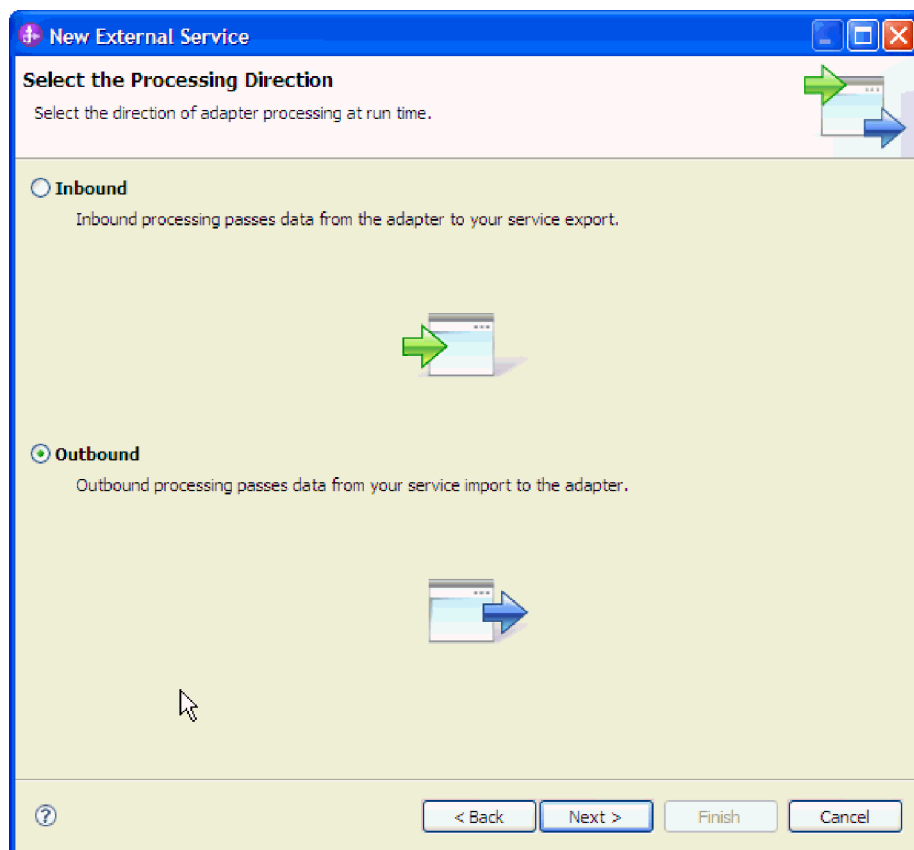 New External Service
Select the Processing Direction
Select the direction of adapter processing at run time.
Inbound
Inbound processing passes data from the adapter to your service export.
Outbound
Outbound processing passes data from your service import to the adapter.
?
< Back
Next >
Finish
Cancel